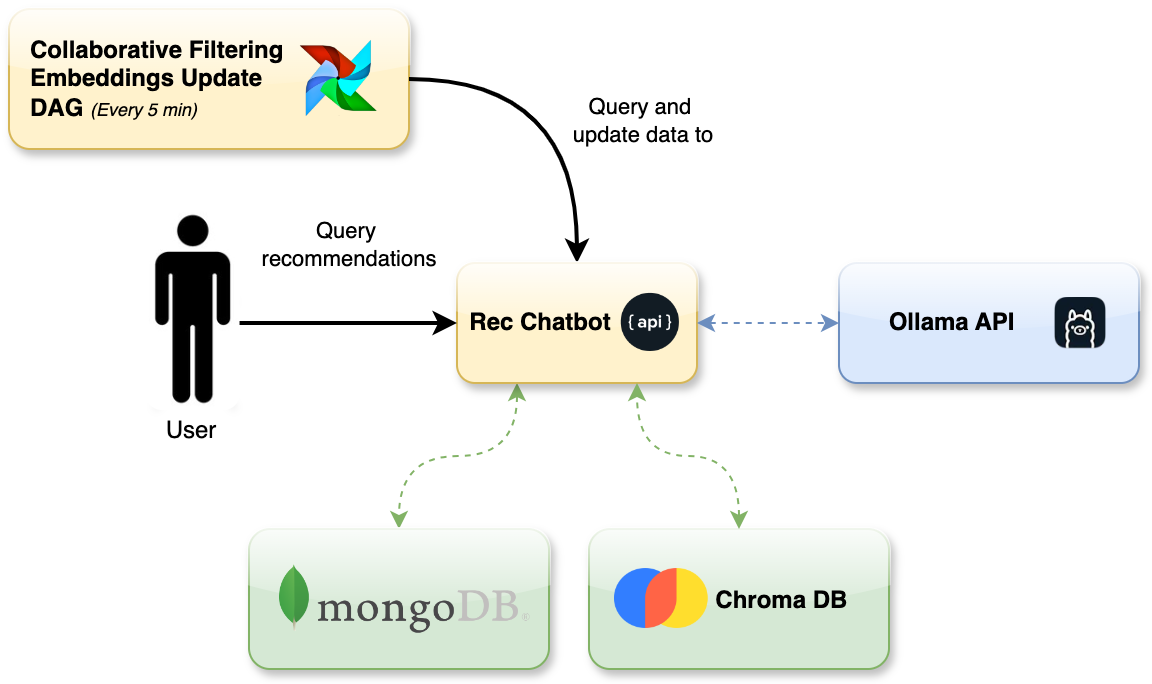 Collaborative Filtering
Embeddings Update
DAG (Every 5 min)
Query and
update data to
Query
recommendations
Rec Chatbot
{api}
Ollama API
User
mongoDB®
Chroma DB